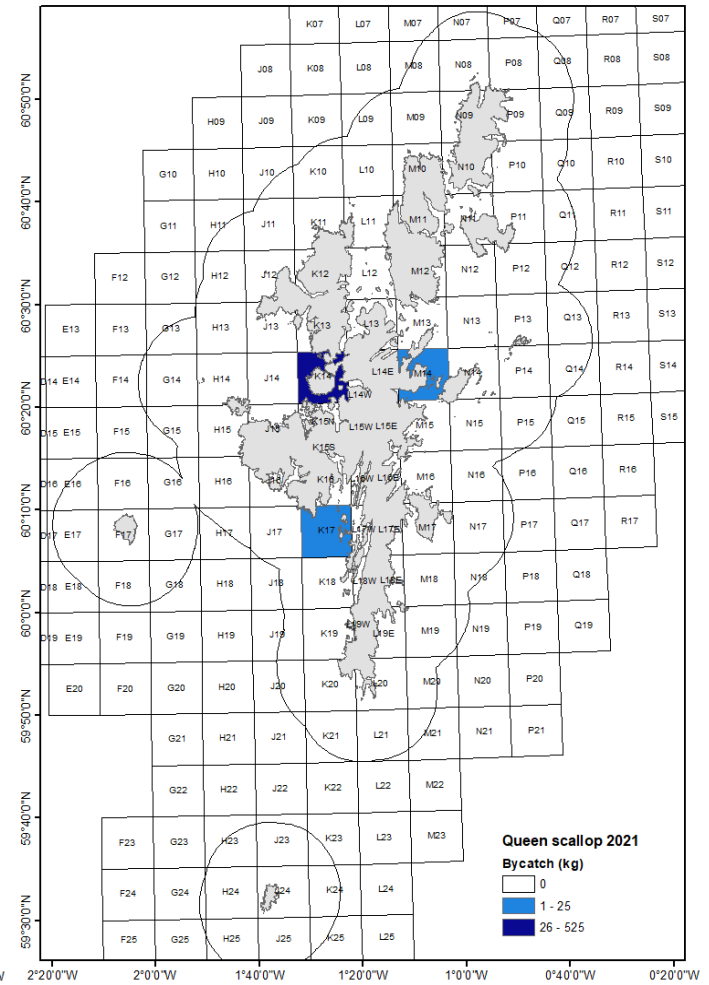 K07 L07 M07 N07 P07 Q07 R07 S07
J08 K08 L08 M08 N08 P08 Q08 R08 S08
60°50'0"N
H09 J09 K09 L09 M09 N09 P09 Q09 R09 S09
G10 H10 J10 K10 L10 M10 N10 P10 Q10 R10 S10
60°40'0"N
G11 H11 J11 K11 L11 M11 N11 P11 Q11 R11 S11
F12 G12 H12 J12 K12 L12 M12 N12 P12 Q12 R12 S12
60°30'0"N
E13 F13 G13 H13 J13 K13 L13 M13 N13 P13 Q13 R13 S13
D14 E14 F14 G14 H14 J14 K14 L14E M14 N14 P14 Q14 R14 S14
L14W
60°20'0"N
D15 E15 F15 G15 H15 J15 K15N L15W L15E M15 N15 P15 Q15 R15 S15
K15S
D16 E16 F16 G16 H16 J16 K16 L16W L16E M16 N16 P16 Q16 R16
60°10'0"N
D17 E17 F17 G17 H17 J17 K17 L17W L17E M17 N17 P17 Q17 R17
D18 E18 F18 G18 H18 J18 K18 L18W L18E M18 N18 P18 Q18
60°0'0"N
L19W
D19 E19 F19 G19 H19 J19 K19 L19E M19 N19 P19 Q19
E20 F20 G20 H20 J20 K20 L20 M20 N20 P20
59°50'0"N
G21 H21 J21 K21 L21 M21 N21 P21
G22 H22 J22 K22 L22 M22
59°40'0"N
F23 G23 H23 J23 K23 L23 M23
Queen scallop 2021
Bycatch (kg)
0
1 - 25
26 - 525
F24 G24 H24 J24 K24 L24
59°30'0"N
F25 G25 H25 J25 K25 L25
W 2°20'0"W 2°0'0"W 1°40'0"W 1°20'0"W 1°0'0"W 0°40'0"W 0°20'0"W